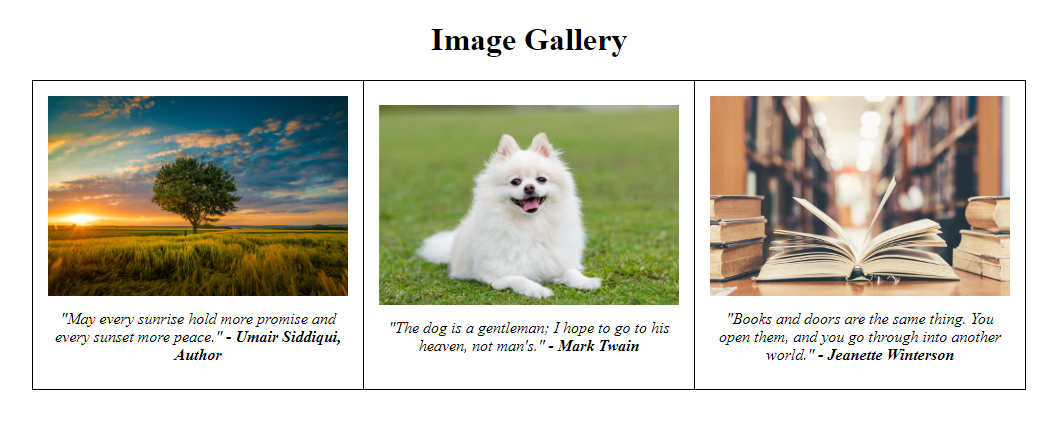 Image Gallery
"May every sunrise hold more promise and
every sunset more peace." - Umair Siddiqui,
Author
"The dog is a gentleman; I hope to go to his
heaven, not man's." - Mark Twain
"Books and doors are the same thing. You
open them, and you go through into another
world." - Jeanette Winterson